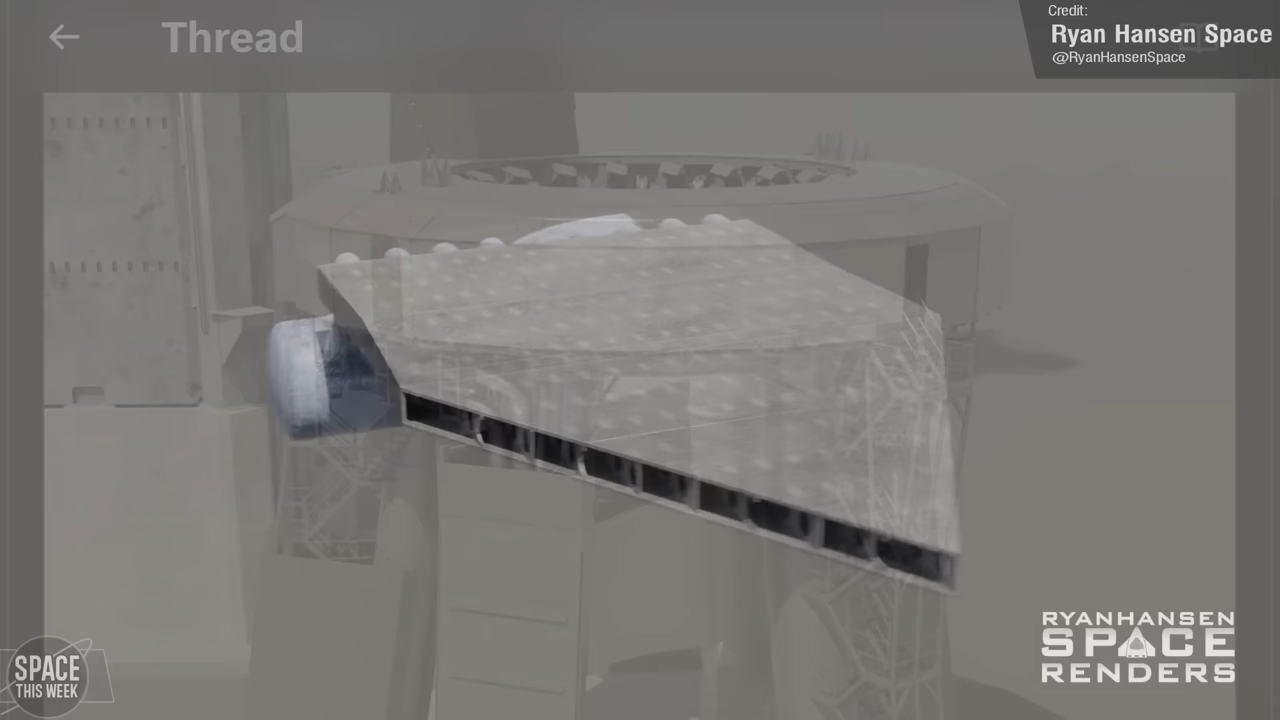 Thread
Credit:
Ryan Hansen Space
@RyanHansenSpace
RYANHANSEN
SPACE
RENDERS
SPACE
THIS WEEK